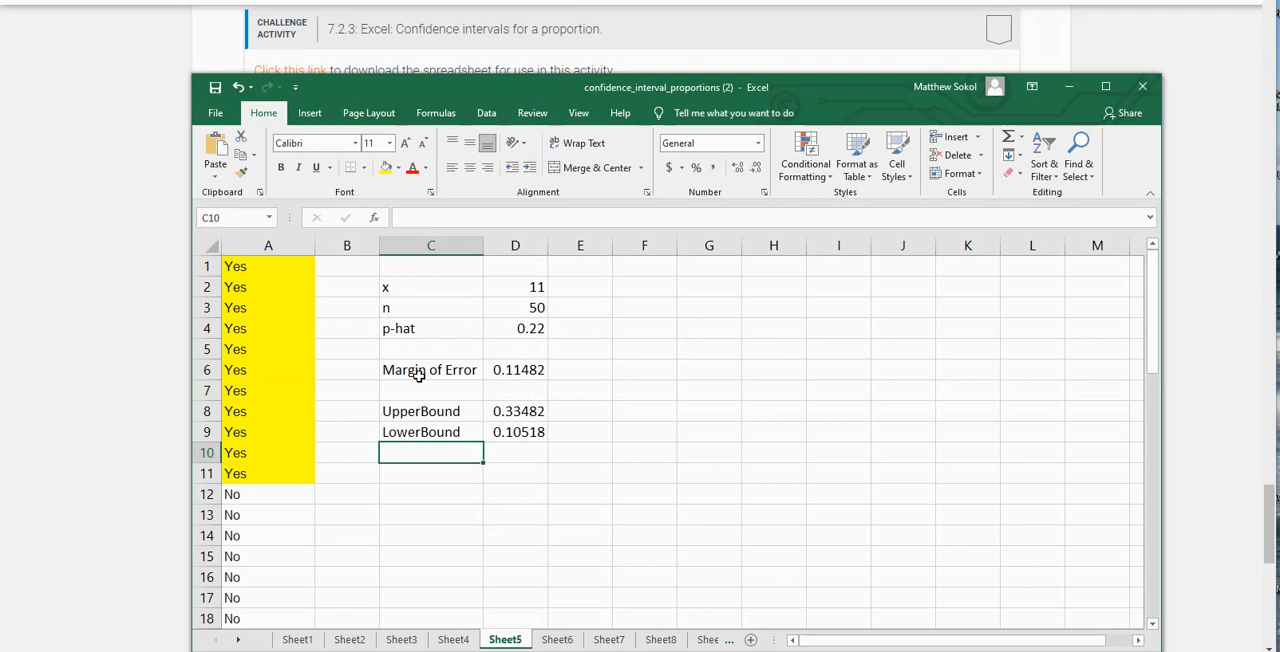 CHALLENGE ACTIVITY
7.2.3: Excel: Confidence intervals for a proportion.
Click this link to download the spreadsheet for use in this activity.
confidence_interval_proportions (2) - Excel
Matthew Sokol
File Home Insert Page Layout Formulas Data Review View Help Tell me what you want to do Share
Paste
Calibri 11
Wrap Text
General
Insert
B I U
Merge & Center
$ % ,
Conditional Formatting
Format as Table
Cell Styles
Delete
Format
Sort & Filter
Find & Select
Clipboard Font Alignment Number Styles Cells Editing
C10 fx
A B C D E F G H I J K L M
1 Yes
2 Yes x 11
3 Yes n 50
4 Yes p-hat 0.22
5 Yes
6 Yes Margin of Error 0.11482
7 Yes
8 Yes UpperBound 0.33482
9 Yes LowerBound 0.10518
10 Yes
11 Yes
12 No
13 No
14 No
15 No
16 No
17 No
18 No
Sheet1 Sheet2 Sheet3 Sheet4 Sheet5 Sheet6 Sheet7 Sheet8 Shee ...